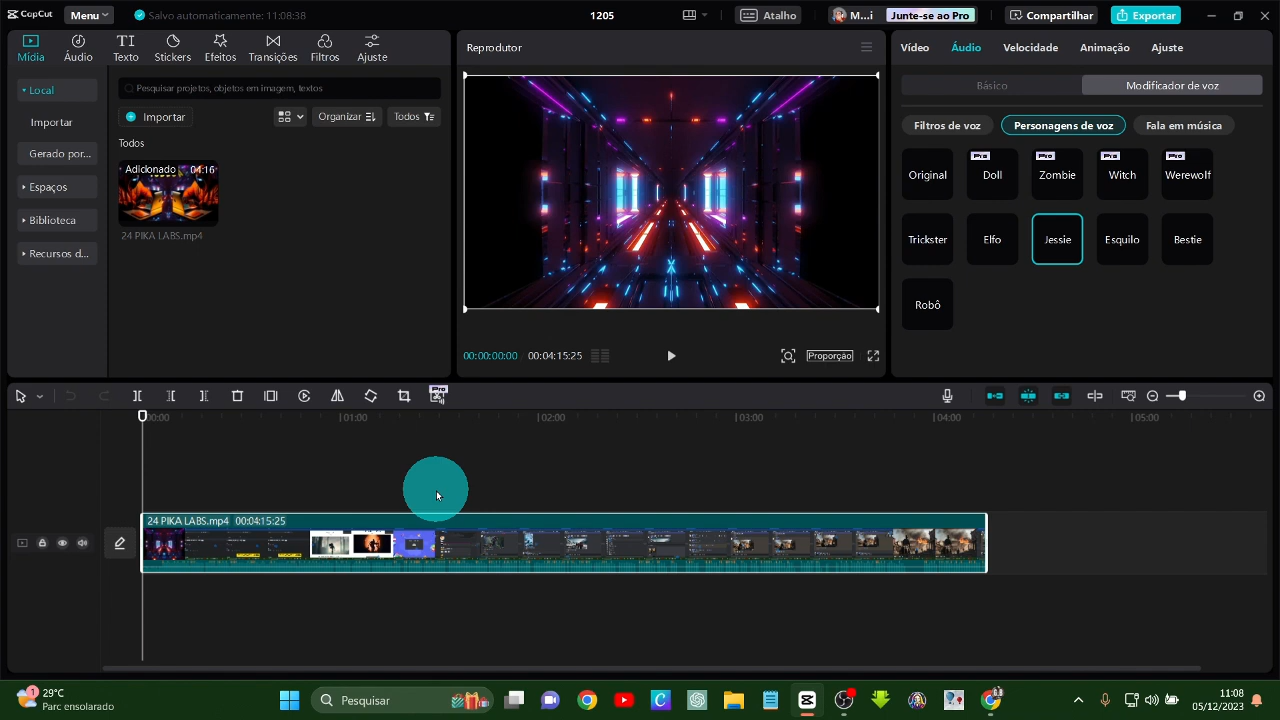 CapCut Menu Salvo automaticamente: 11:08:38 1205 Atalho M...i Junte-se ao Pro Compartilhar Exportar
Mídia Áudio Texto Stickers Efeitos Transições Filtros Ajuste
Local
Importar
Gerado por...
Espaços
Biblioteca
Recursos d...
Pesquisar projetos, objetos em imagem, textos
Importar Organizar Todos
Todos
Adicionado 04:16
24 PIKA LABS.mp4
Reprodutor
00:00:00:00 00:04:15:25 Proporção
Vídeo Áudio Velocidade Animação Ajuste
Básico Modificador de voz
Filtros de voz Personagens de voz Fala em música
Pro Pro Pro Pro
Original Doll Zombie Witch Werewolf
Trickster Elfo Jessie Esquilo Bestie
Robô
Pro
00:00 01:00 02:00 03:00 04:00 05:00
24 PIKA LABS.mp4 00:04:15:25
1 29°C
Parc ensolarado
Pesquisar
11:08
05/12/2023